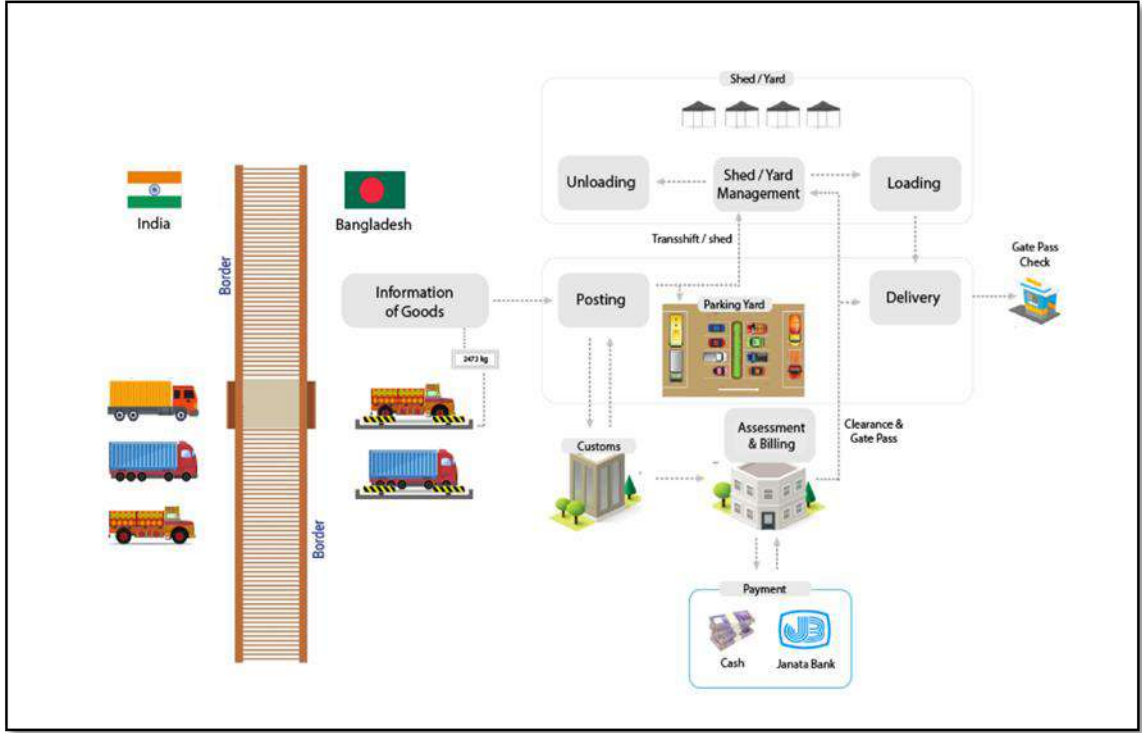 Shed / Yard
India
Bangladesh
Border
Unloading
Shed / Yard
Management
Loading
Transshift / shed
Information
of Goods
Posting
Parking Yard
Delivery
Gate Pass
Check
2473 kg
Customs
Assessment
& Billing
Clearance &
Gate Pass
Border
Payment
Cash
JB
Janata Bank